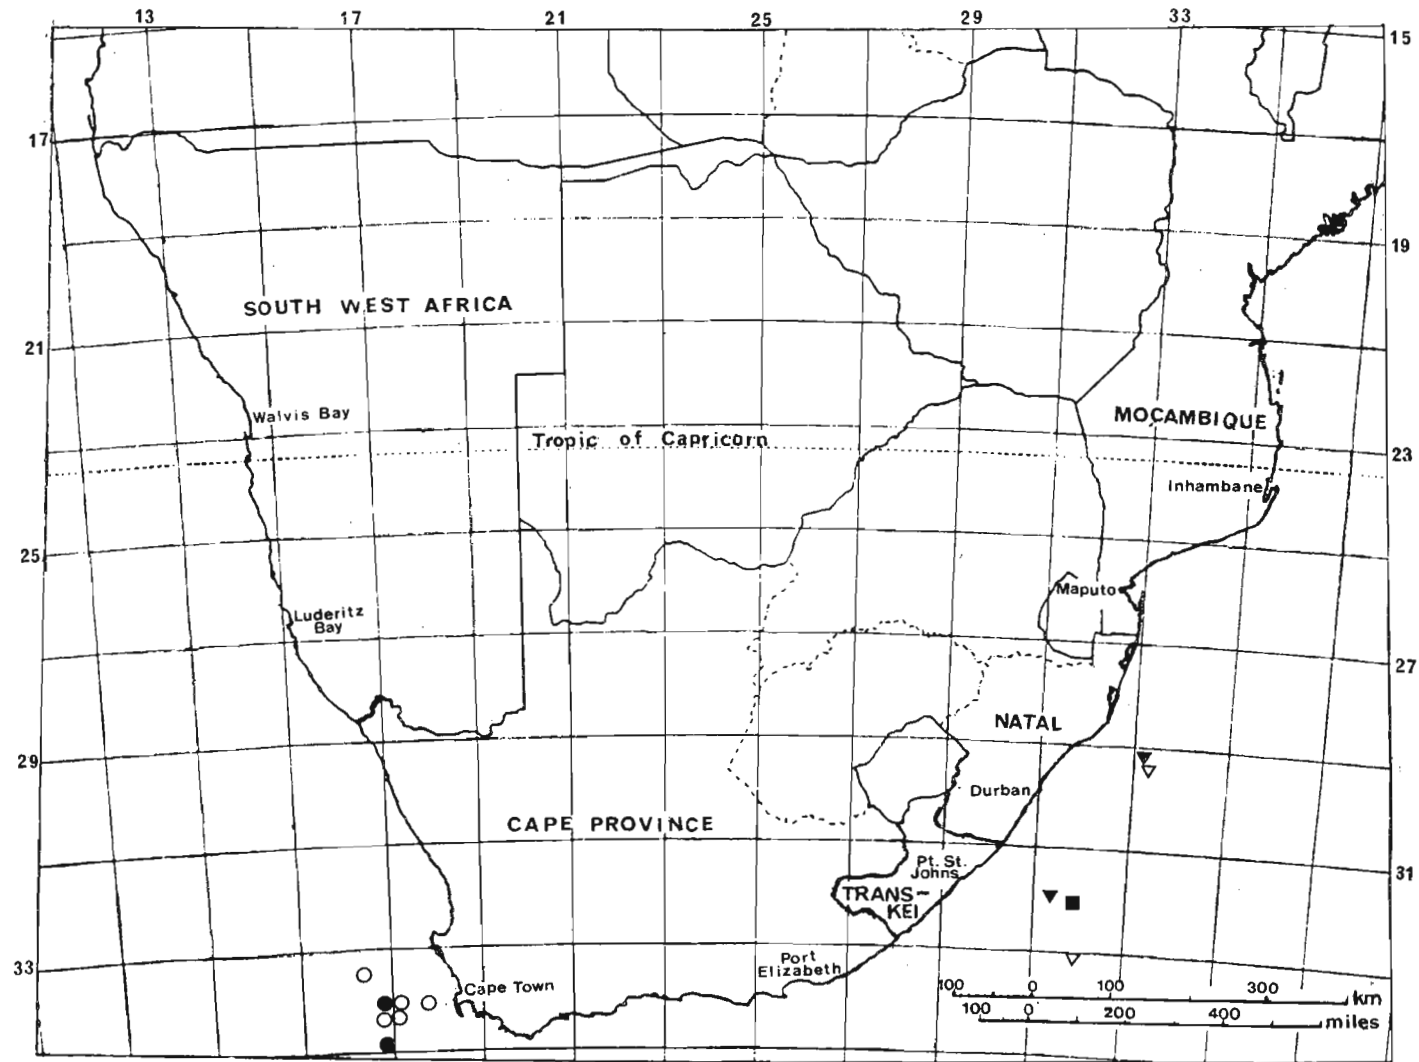 13 17 21 25 29 33
15
17
19
SOUTH WEST AFRICA
21
Walvis Bay
MOÇAMBIQUE
Tropic of Capricorn
23
Inhambane
25
Maputo
Luderitz
Bay
27
NATAL
29
Durban
CAPE PROVINCE
Pt. St.
Johns
31
TRANS-
KEI
Port
Elizabeth
33
Cape Town
100 0 100 300 km
100 0 200 400 miles